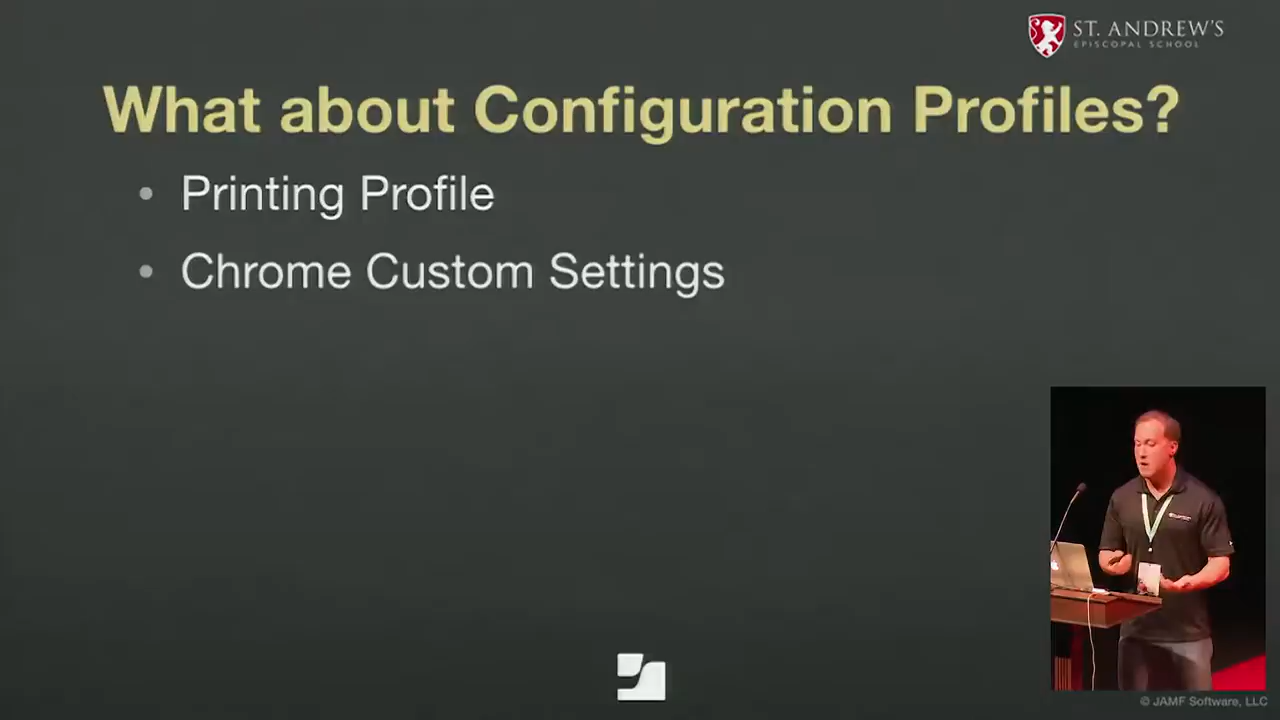 ST. ANDREW'S
EPISCOPAL SCHOOL
What about Configuration Profiles?
• Printing Profile
• Chrome Custom Settings
© JAMF Software, LLC